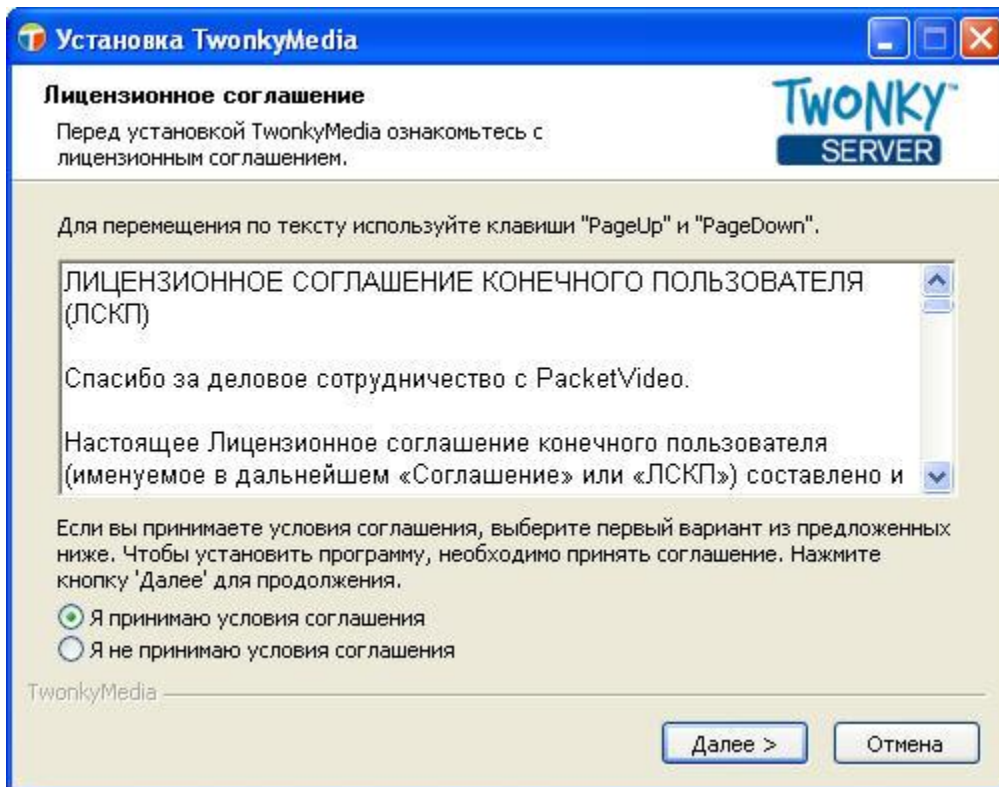 Установка TwonkyMedia
Лицензионное соглашение
Перед установкой TwonkyMedia ознакомьтесь с
лицензионным соглашением.
TWONKY™
SERVER
Для перемещения по тексту используйте клавиши "PageUp" и "PageDown".
ЛИЦЕНЗИОННОЕ СОГЛАШЕНИЕ КОНЕЧНОГО ПОЛЬЗОВАТЕЛЯ
(ЛСКП)
Спасибо за деловое сотрудничество с PacketVideo.
Настоящее Лицензионное соглашение конечного пользователя
(именуемое в дальнейшем «Соглашение» или «ЛСКП») составлено и
Если вы принимаете условия соглашения, выберите первый вариант из предложенных
ниже. Чтобы установить программу, необходимо принять соглашение. Нажмите
кнопку 'Далее' для продолжения.
Я принимаю условия соглашения
Я не принимаю условия соглашения
TwonkyMedia
Далее >
Отмена